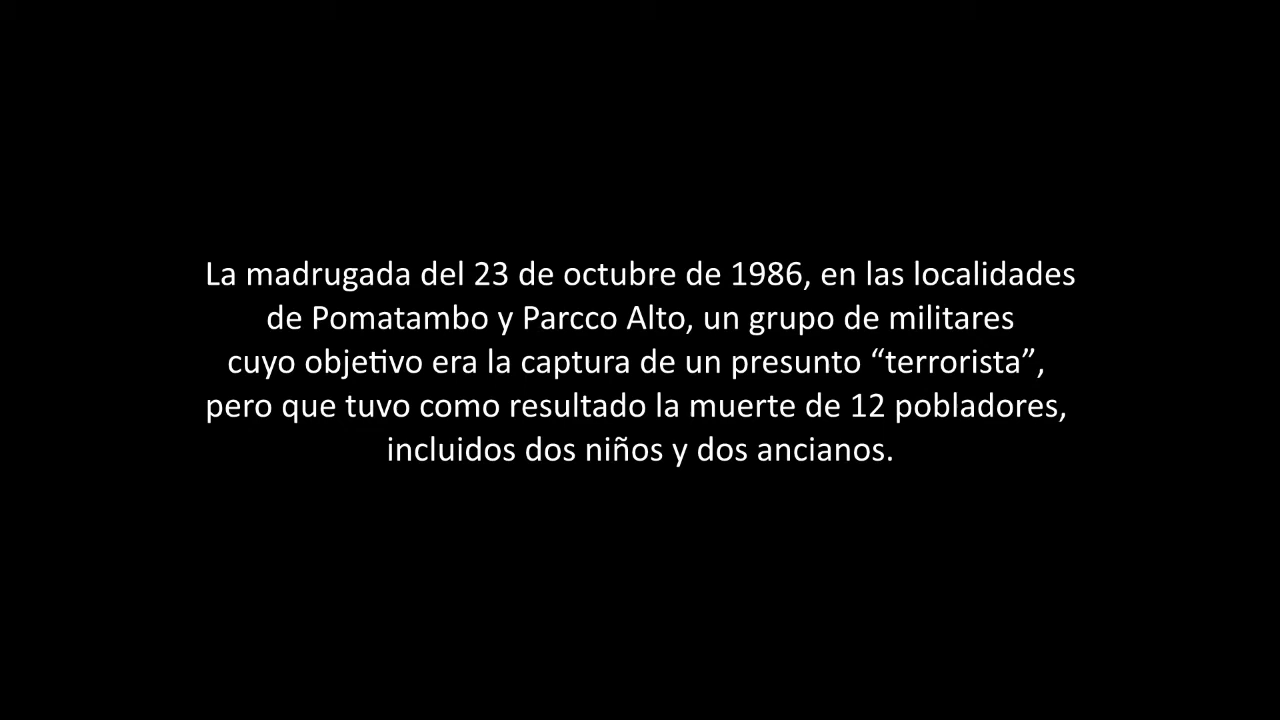 La madrugada del 23 de octubre de 1986, en las localidades
de Pomatambo y Parcco Alto, un grupo de militares
cuyo objetivo era la captura de un presunto “terrorista”,
pero que tuvo como resultado la muerte de 12 pobladores,
incluidos dos niños y dos ancianos.